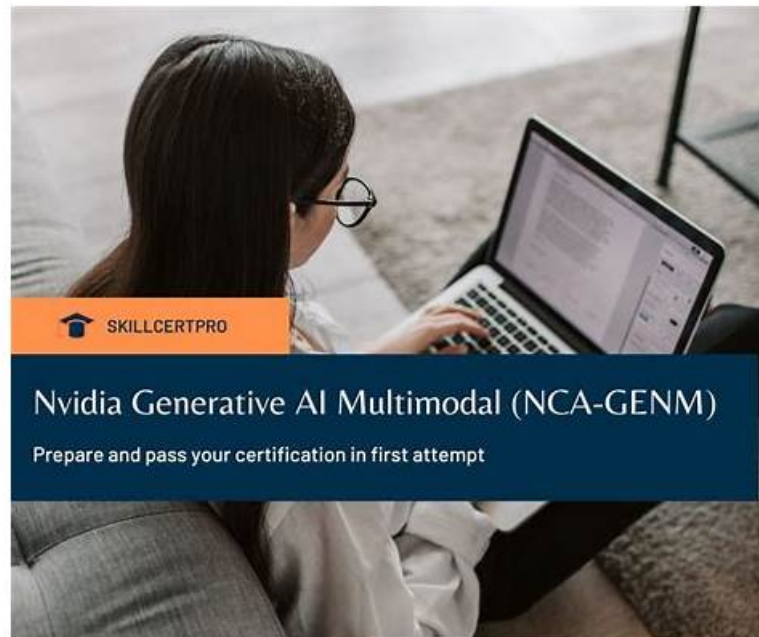 SKILLCERTPRO
Nvidia Generative AI Multimodal (NCA-GENM)
Prepare and pass your certification in first attempt